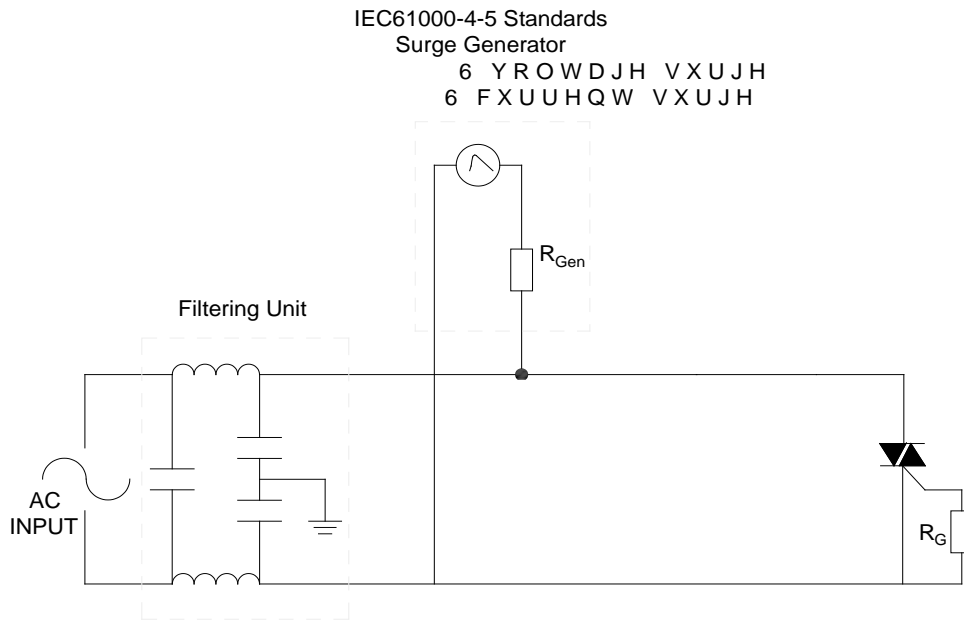 IEC61000-4-5 Standards
Surge Generator
6 YROWDJH VXUJH
6 FXUUHQW VXUJH
RGen
Filtering Unit
AC
INPUT
RG